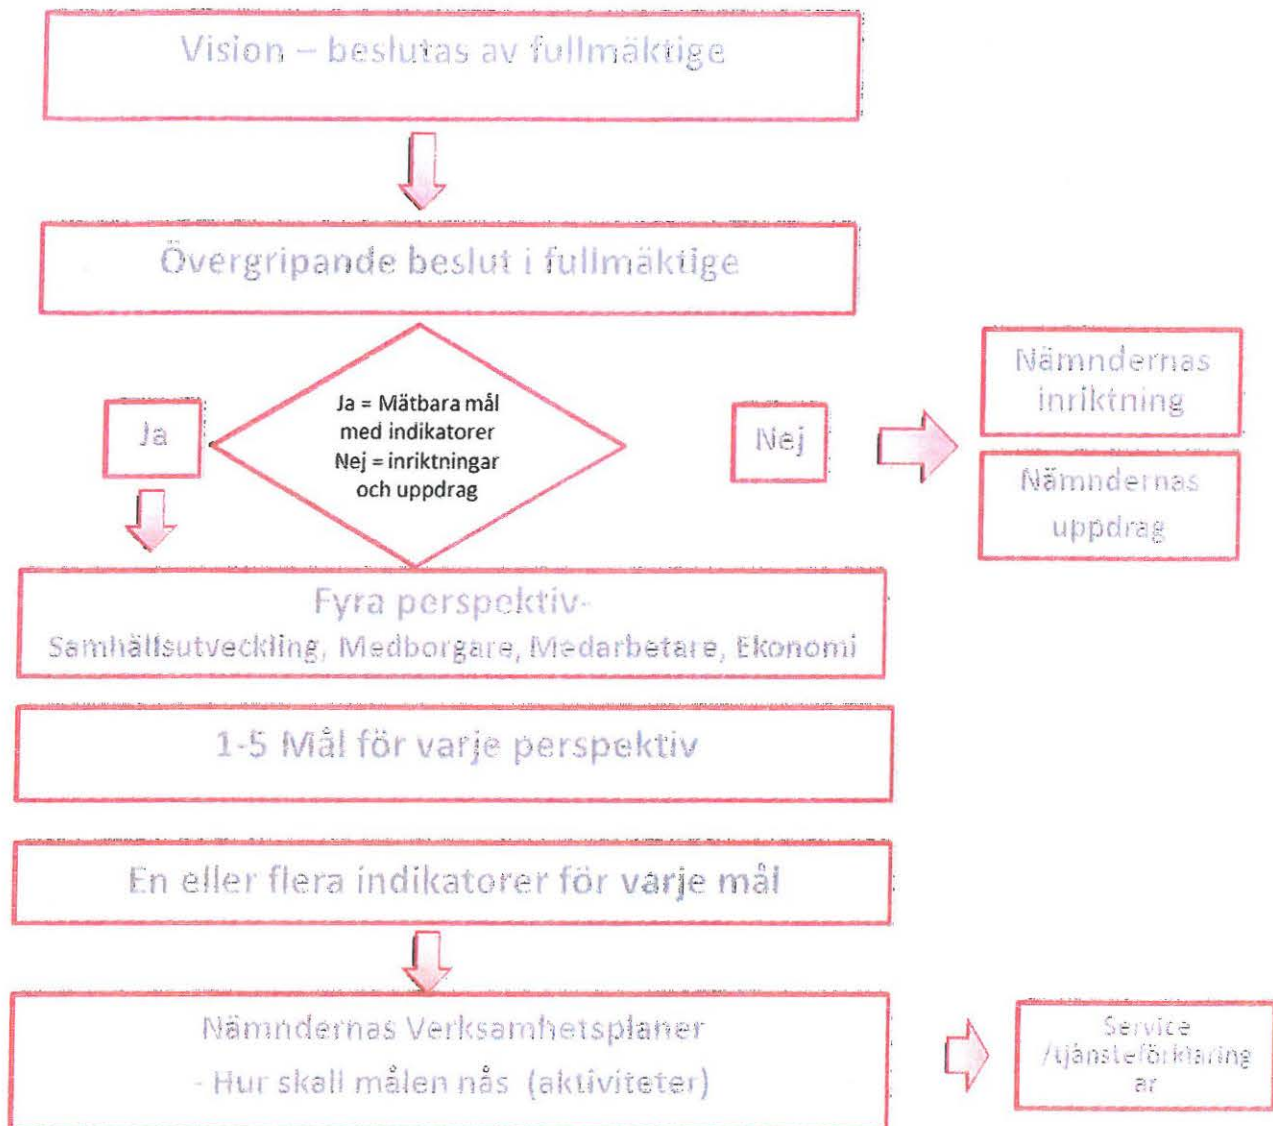 Vision – beslutas av fullmäktige
Övergripande beslut i fullmäktige
Ja
Ja = Mätbara mål
med indikatorer
Nej = inriktningar
och uppdrag
Nej
Nämndernas
inriktning
Nämndernas
uppdrag
Fyra perspektiv-
Samhällsutveckling, Medborgare, Medarbetare, Ekonomi
1-5 Mål för varje perspektiv
En eller flera indikatorer för varje mål
Nämndernas Verksamhetsplaner
- Hur skall målen nås (aktiviteter)
Service
/tjänsteförklaring
ar